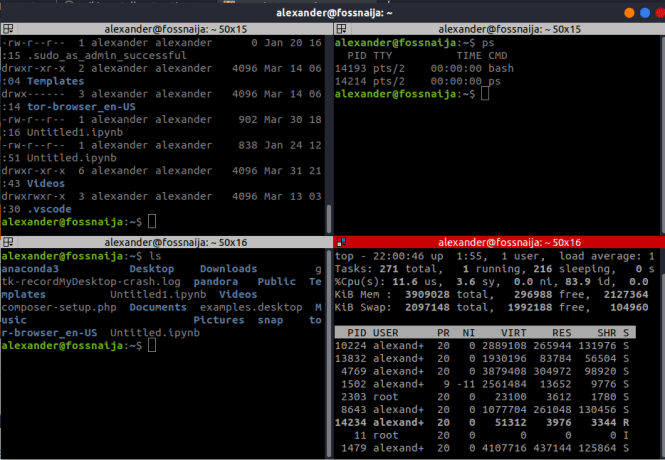 alexander@fossnaija: ~
alexander@fossnaija: ~ 50x15
-rw-r--r--  1 alexander alexander     0 Jan 20 16
:15 .sudo_as_admin_successful
drwxr-xr-x  2 alexander alexander  4096 Mar 14 06
:04 Templates
drwx------  3 alexander alexander  4096 Mar 14 06
:14 tor-browser_en-US
-rw-r--r--  1 alexander alexander   902 Mar 30 18
:16 Untitled1.ipynb
-rw-r--r--  1 alexander alexander   838 Jan 24 12
:51 Untitled.ipynb
drwxr-xr-x  6 alexander alexander  4096 Mar 31 21
:43 Videos
drwxrwxr-x  3 alexander alexander  4096 Mar 13 03
:30 .vscode
alexander@fossnaija:~$
alexander@fossnaija: ~ 50x15
alexander@fossnaija:~$ ps
PID TTY          TIME CMD
14193 pts/2    00:00:00 bash
14214 pts/2    00:00:00 ps
alexander@fossnaija:~$
alexander@fossnaija: ~ 50x16
alexander@fossnaija:~$ ls
anaconda3          Desktop    Downloads         g
tk-recordMyDesktop-crash.log  pandora   Public  Te
mplates            Untitled1.ipynb  Videos
composer-setup.php  Documents  examples.desktop  M
usic                Pictures  snap    to
r-browser_en-US  Untitled.ipynb
alexander@fossnaija:~$
alexander@fossnaija: ~ 50x16
top - 22:00:46 up  1:55,  1 user,  load average: 1
Tasks: 271 total,   1 running, 216 sleeping,   0 s
%Cpu(s): 11.6 us,  3.6 sy,  0.0 ni, 83.9 id,  0.0
KiB Mem :  3909028 total,   296988 free,  2127364
KiB Swap:  2097148 total,  1992188 free,   104960
PID USER      PR  NI    VIRT    RES    SHR S
10224 alexand+  20   0 2889108 265944 131976 S
13832 alexand+  20   0 1930196  83784  56504 S
4769 alexand+  20   0 3879408 304972  98920 S
1502 alexand+   9 -11 2561484  13652   9776 S
2303 root      20   0   23100   3612   1780 S
8643 alexand+  20   0 1077704 261048 130456 S
14234 alexand+  20   0   51312   3976   3344 R
11 root      20   0       0      0      0 I
1479 alexand+  20   0 4107716 437144 125864 S